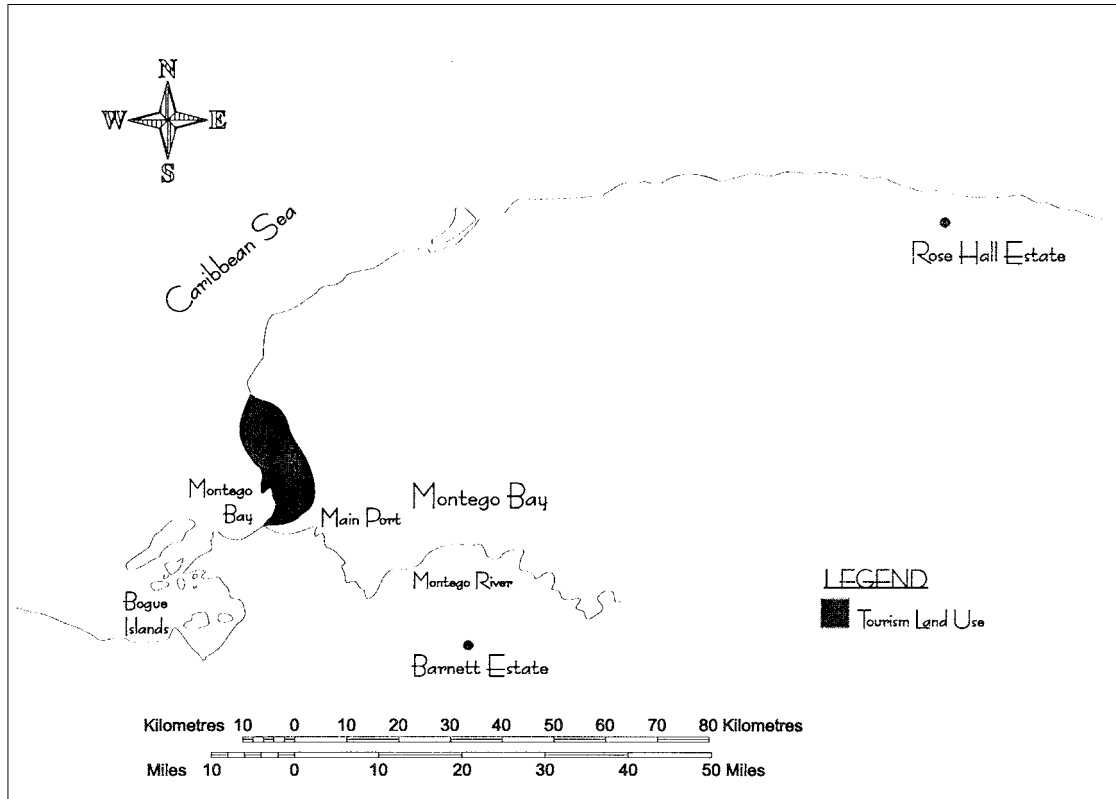 N
W E
S
Caribbean Sea
Rose Hall Estate
Montego
Bay
Main Port
Montego Bay
Montego River
Bogue
Islands
Barnett Estate
LEGEND
Tourism Land Use
Kilometres 10 0 10 20 30 40 50 60 70 80 Kilometres
Miles 10 0 10 20 30 40 50 Miles